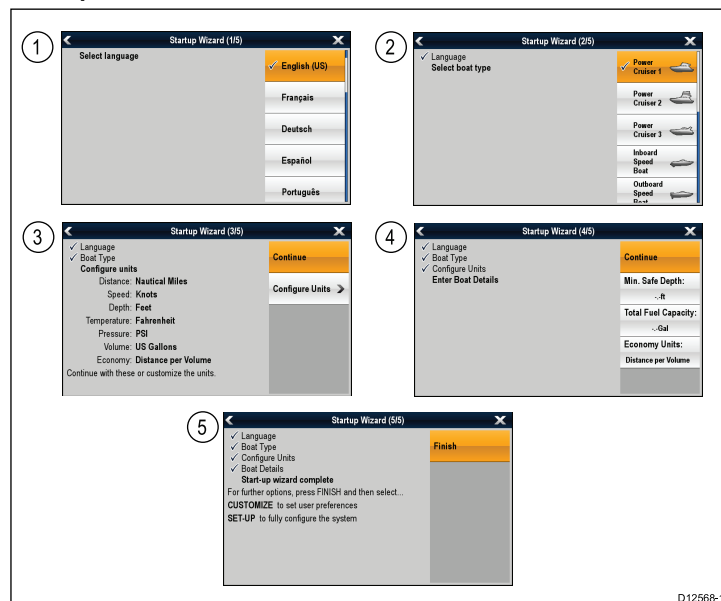 1
Startup Wizard (1/5)
X
Select language
✓ English (US)
Français
Deutsch
Español
Português
2
Startup Wizard (2/5)
X
✓ Language
Select boat type
✓ Power
Cruiser 1
Power
Cruiser 2
Power
Cruiser 3
Inboard
Speed
Boat
Outboard
Speed
Boat
3
Startup Wizard (3/5)
X
✓ Language
✓ Boat Type
Configure units
Distance: Nautical Miles
Speed: Knots
Depth: Feet
Temperature: Fahrenheit
Pressure: PSI
Volume: US Gallons
Economy: Distance per Volume
Continue with these or customize the units.
Continue
Configure Units >
4
Startup Wizard (4/5)
X
✓ Language
✓ Boat Type
✓ Configure Units
Enter Boat Details
Continue
Min. Safe Depth:
-.-ft
Total Fuel Capacity:
-.-Gal
Economy Units:
Distance per Volume
5
Startup Wizard (5/5)
X
✓ Language
✓ Boat Type
✓ Configure Units
✓ Boat Details
Start-up wizard complete
For further options, press FINISH and then select...
CUSTOMIZE to set user preferences
SET-UP to fully configure the system
Finish